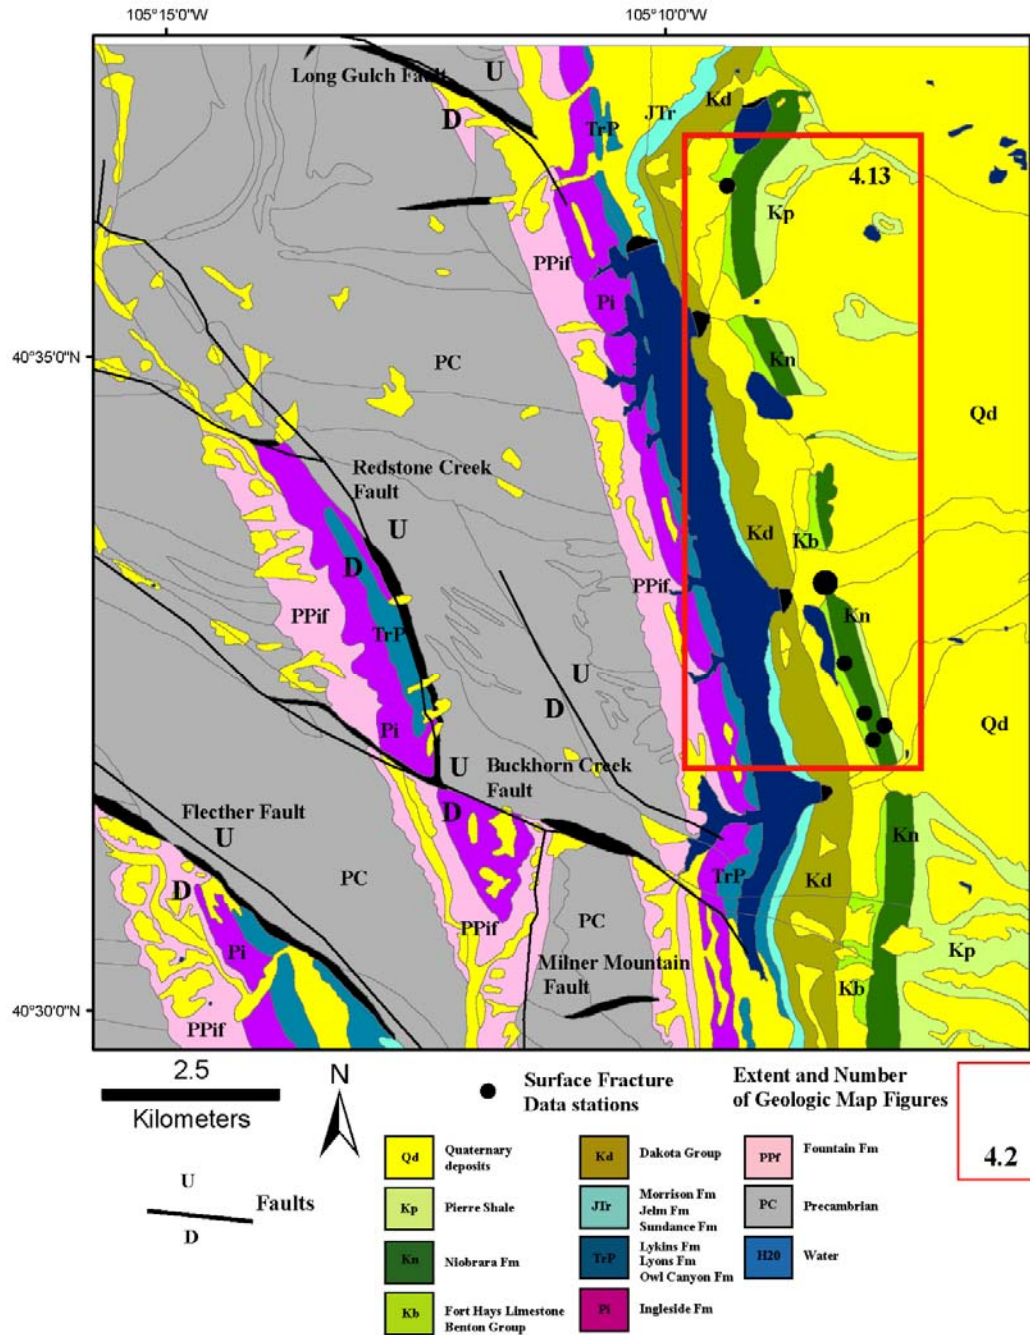 105°15'0"W
105°10'0"W
Long Gulch Fault
U
D
TrP
JTr
Kd
4.13
Kp
PPif
Pi
40°35'0"N
PC
Kn
Qd
Redstone Creek
Fault
U
D
Kd
Kb
PPif
PPif
TrP
Kn
U
D
Pi
Qd
U
Buckhorn Creek
Fault
D
Flecther Fault
U
Kn
PC
TrP
Kd
D
PPif
PC
Pi
Kp
Milner Mountain
Fault
Kb
40°30'0"N
PPif
2.5
Kilometers
N
Surface Fracture
Data stations
Extent and Number
of Geologic Map Figures
4.2
U
Faults
D
Qd
Quaternary
deposits
Kp
Pierre Shale
Kn
Niobrara Fm
Kb
Fort Hays Limestone
Benton Group
Kd
Dakota Group
JTr
Morrison Fm
Jelm Fm
Sundance Fm
TrP
Lykins Fm
Lyons Fm
Owl Canyon Fm
Pi
Ingleside Fm
PPf
Fountain Fm
PC
Precambrian
H20
Water